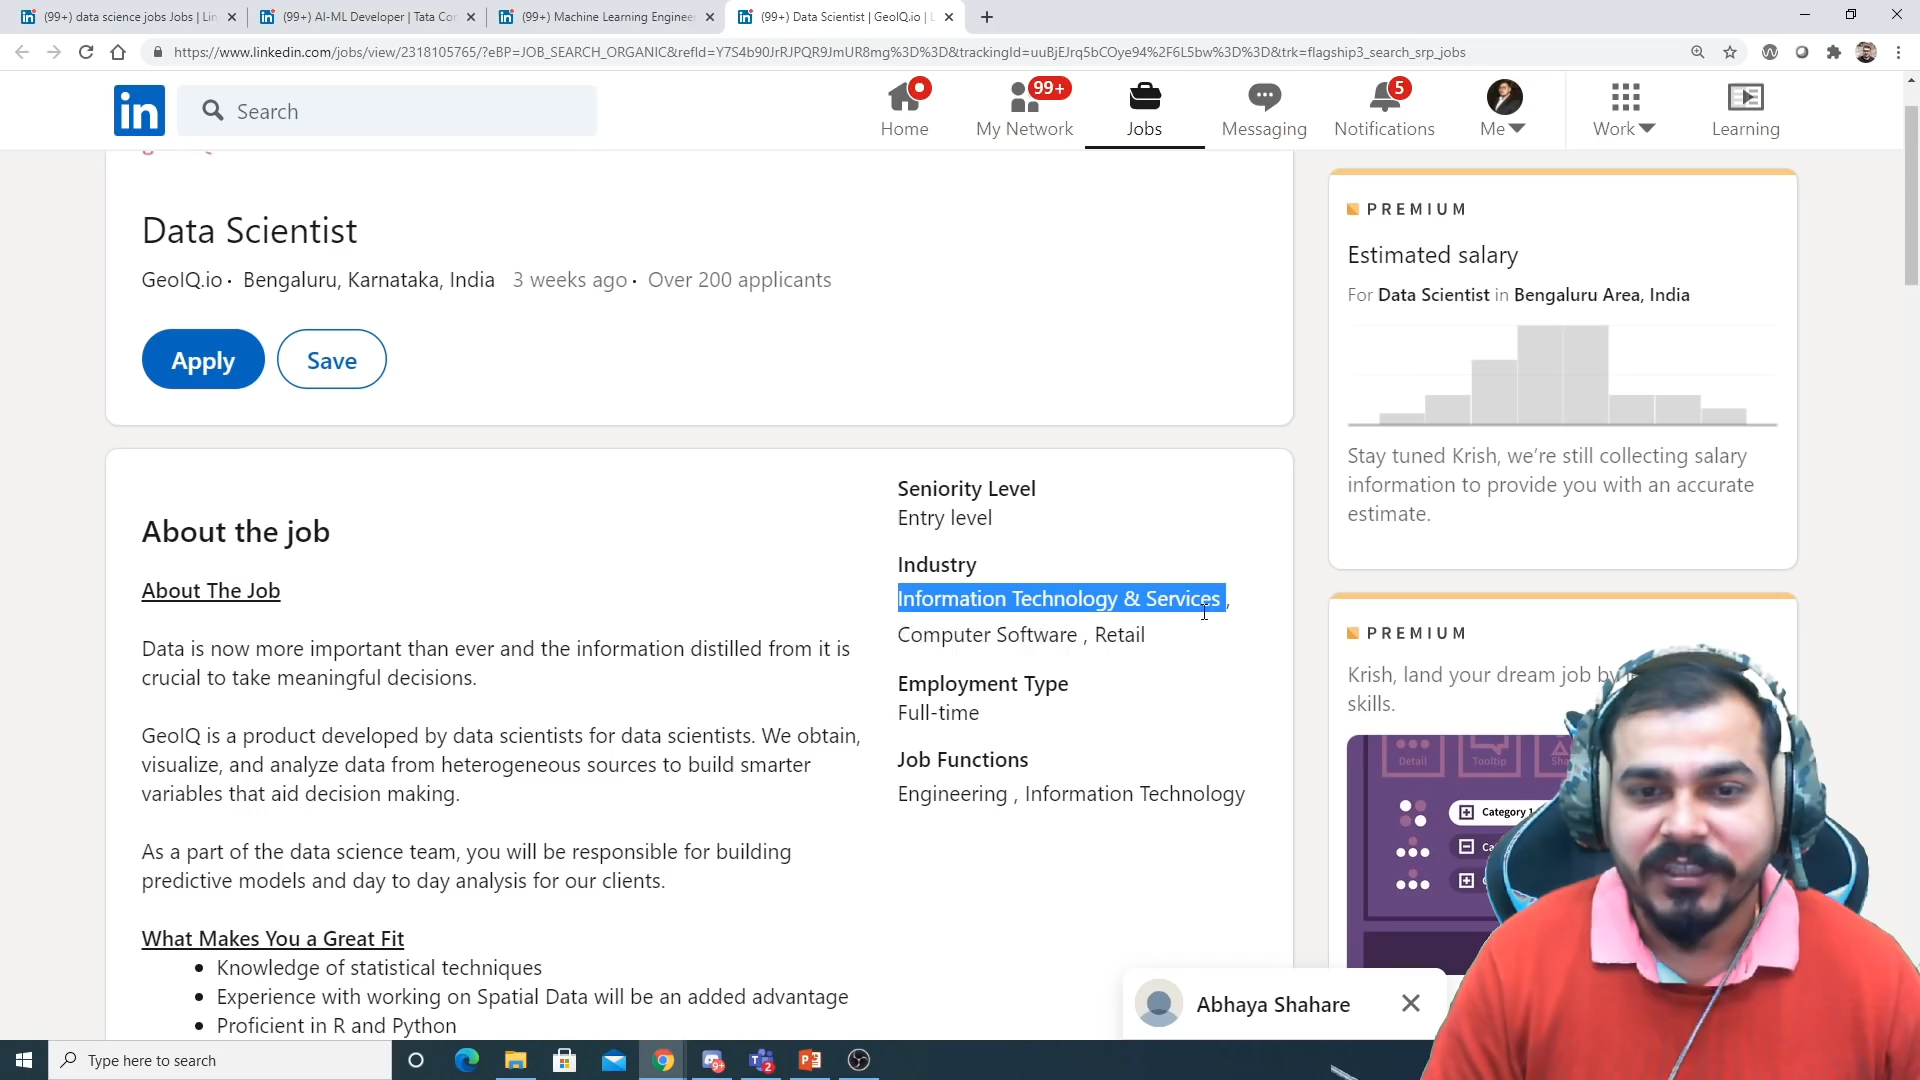 (99+) data science jobs Jobs | Lin
(99+) AI-ML Developer | Tata Con
(99+) Machine Learning Engineer
(99+) Data Scientist | GeoIQ.io | L
https://www.linkedin.com/jobs/view/2318105765/?eBP=JOB_SEARCH_ORGANIC&refId=Y7S4b90JrRJPQR9JmUR8mg%3D%3D&trackingId=uuBjEJrq5bCOye94%2F6L5bw%3D%3D&trk=flagship3_search_srp_jobs
in
Search
Home
99+
My Network
Jobs
Messaging
5
Notifications
Me
Work
Learning
Data Scientist
GeoIQ.io · Bengaluru, Karnataka, India 3 weeks ago · Over 200 applicants
Apply
Save
About the job
About The Job
Data is now more important than ever and the information distilled from it is
crucial to take meaningful decisions.
GeoIQ is a product developed by data scientists for data scientists. We obtain,
visualize, and analyze data from heterogeneous sources to build smarter
variables that aid decision making.
As a part of the data science team, you will be responsible for building
predictive models and day to day analysis for our clients.
What Makes You a Great Fit
• Knowledge of statistical techniques
• Experience with working on Spatial Data will be an added advantage
• Proficient in R and Python
Seniority Level
Entry level
Industry
Information Technology & Services ,
Computer Software , Retail
Employment Type
Full-time
Job Functions
Engineering , Information Technology
PREMIUM
Estimated salary
For Data Scientist in Bengaluru Area, India
Stay tuned Krish, we're still collecting salary
information to provide you with an accurate
estimate.
PREMIUM
Krish, land your dream job by
skills.
Detail
Tooltip
Category 1
Abhaya Shahare
Type here to search
9+
2